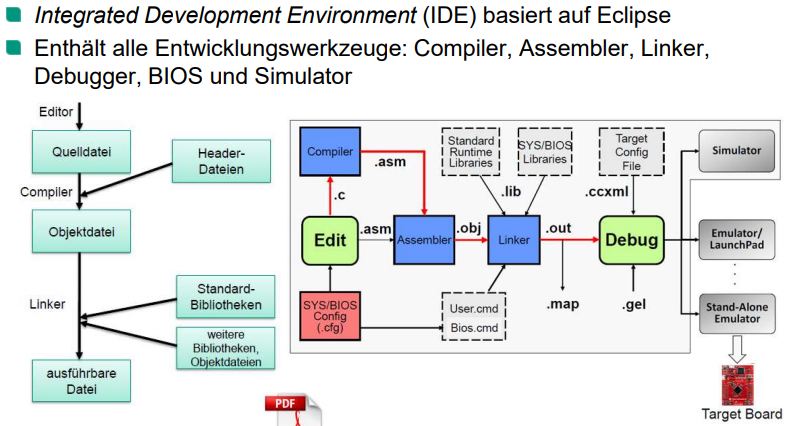 Integrated Development Environment (IDE) basiert auf Eclipse
Enthält alle Entwicklungswerkzeuge: Compiler, Assembler, Linker,
Debugger, BIOS und Simulator
Editor
Quelldatei
Header-
Dateien
Compiler
Objektdatei
Linker
Standard-
Bibliotheken
weitere
Bibliotheken,
Objektdateien
ausführbare
Datei
Compiler
.asm
Standard
Runtime
Libraries
SYS/BIOS
Libraries
Target
Config
File
Simulator
.c
.lib
.ccxml
Edit
.asm
Assembler
.obj
Linker
.out
Debug
Emulator/
LaunchPad
SYS/BIOS
Config
(.cfg)
User.cmd
Bios.cmd
.map
.gel
Stand-Alone
Emulator
Target Board
PDF